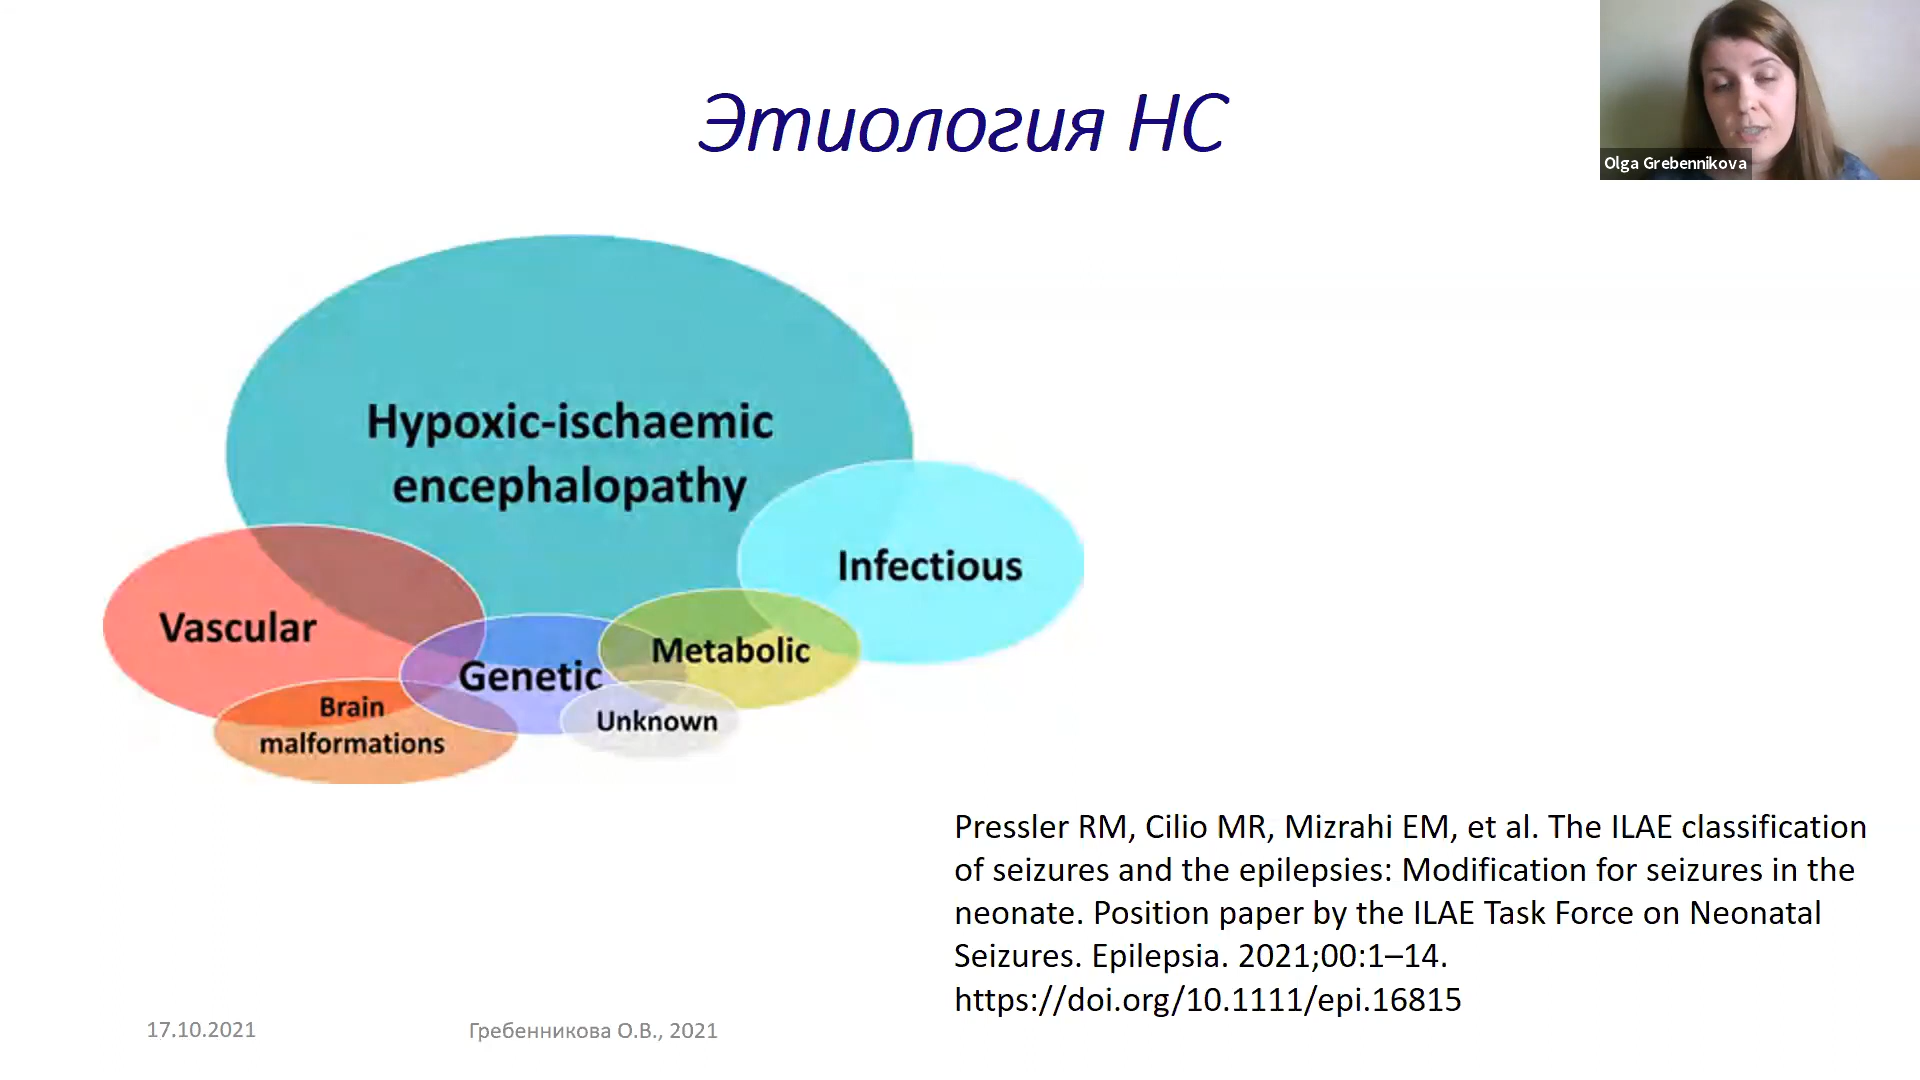 Этиология НС
Olga Grebennikova
Hypoxic-ischaemic
encephalopathy
Infectious
Vascular
Metabolic
Genetic
Brain
malformations
Unknown
Pressler RM, Cilio MR, Mizrahi EM, et al. The ILAE classification
of seizures and the epilepsies: Modification for seizures in the
neonate. Position paper by the ILAE Task Force on Neonatal
Seizures. Epilepsia. 2021;00:1–14.
https://doi.org/10.1111/epi.16815
17.10.2021
Гребенникова О.В., 2021